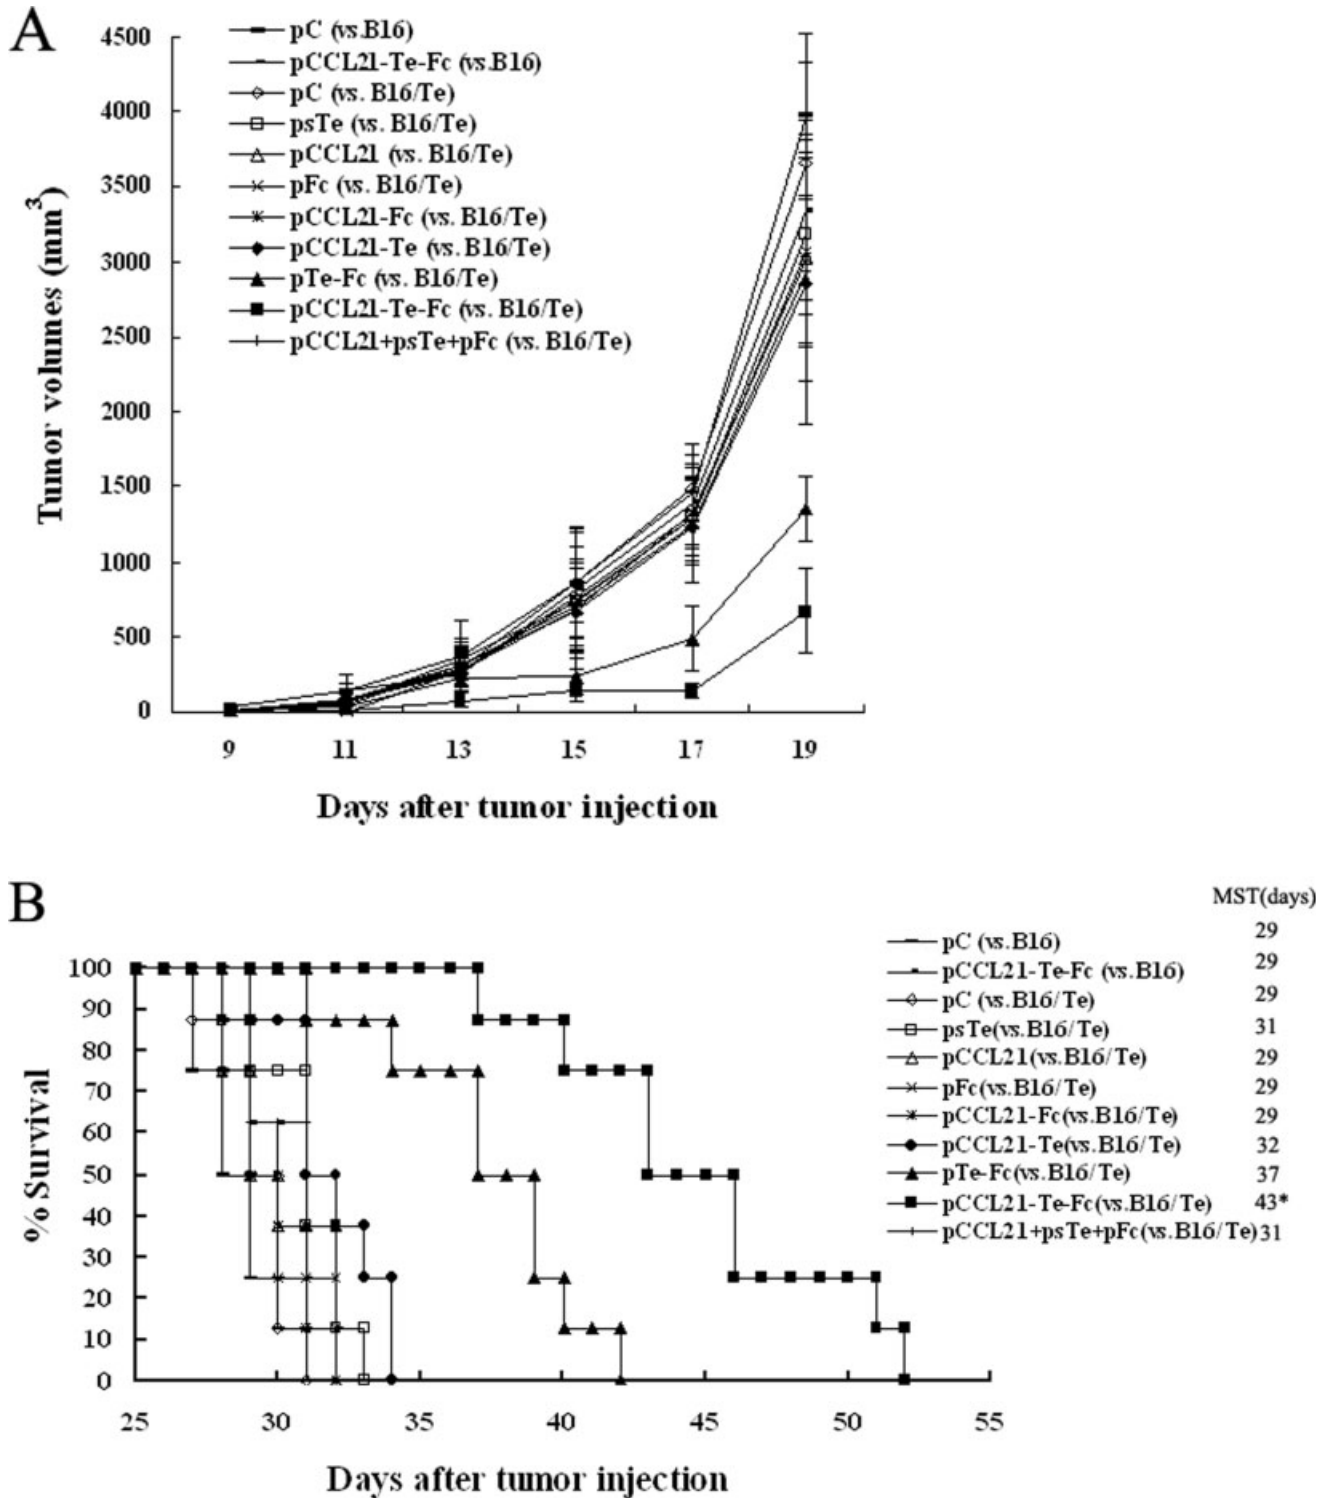 A
4500
4000
3500
3000
2500
2000
1500
1000
500
0
Tumor volumes (mm3)
pC (vs.B16)
pCCL21-Te-Fc (vs.B16)
pC (vs. B16/Te)
psTe (vs. B16/Te)
pCCL21 (vs. B16/Te)
pFc (vs. B16/Te)
pCCL21-Fc (vs. B16/Te)
pCCL21-Te (vs. B16/Te)
pTe-Fc (vs. B16/Te)
pCCL21-Te-Fc (vs. B16/Te)
pCCL21+psTe+pFc (vs. B16/Te)
9 11 13 15 17 19
Days after tumor injection
B
MST(days)
pC (vs.B16) 29
pCCL21-Te-Fc (vs.B16) 29
pC (vs.B16/Te) 29
psTe(vs.B16/Te) 31
pCCL21(vs.B16/Te) 29
pFc(vs.B16/Te) 29
pCCL21-Fc(vs.B16/Te) 29
pCCL21-Te(vs.B16/Te) 32
pTe-Fc(vs.B16/Te) 37
pCCL21-Te-Fc(vs.B16/Te) 43*
pCCL21+psTe+pFc(vs.B16/Te) 31
100
90
80
70
60
50
40
30
20
10
0
% Survival
25 30 35 40 45 50 55
Days after tumor injection